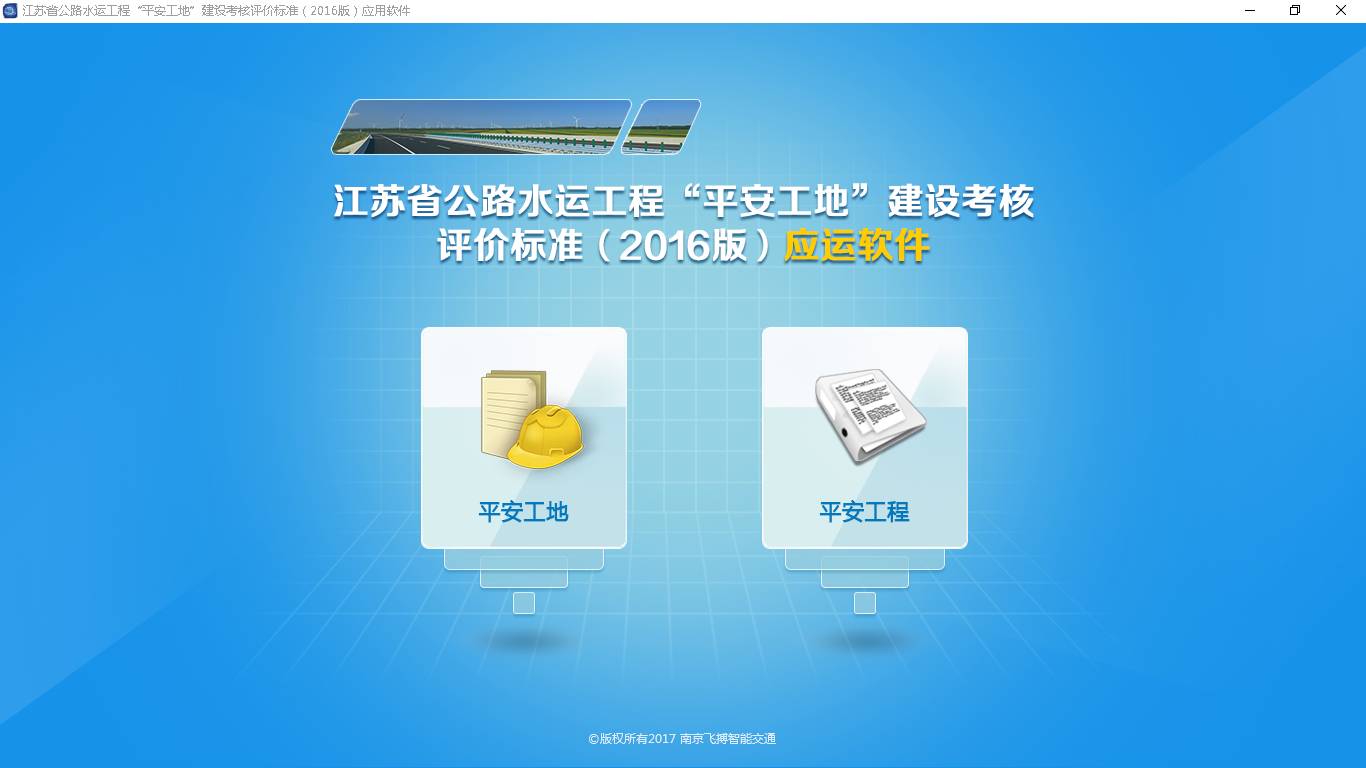 江苏省公路水运工程“平安工地”建设考核评价标准（2016版）应用软件
江苏省公路水运工程“平安工地”建设考核
评价标准（2016版）应运软件
平安工地
平安工程
©版权所有2017 南京飞搏智能交通